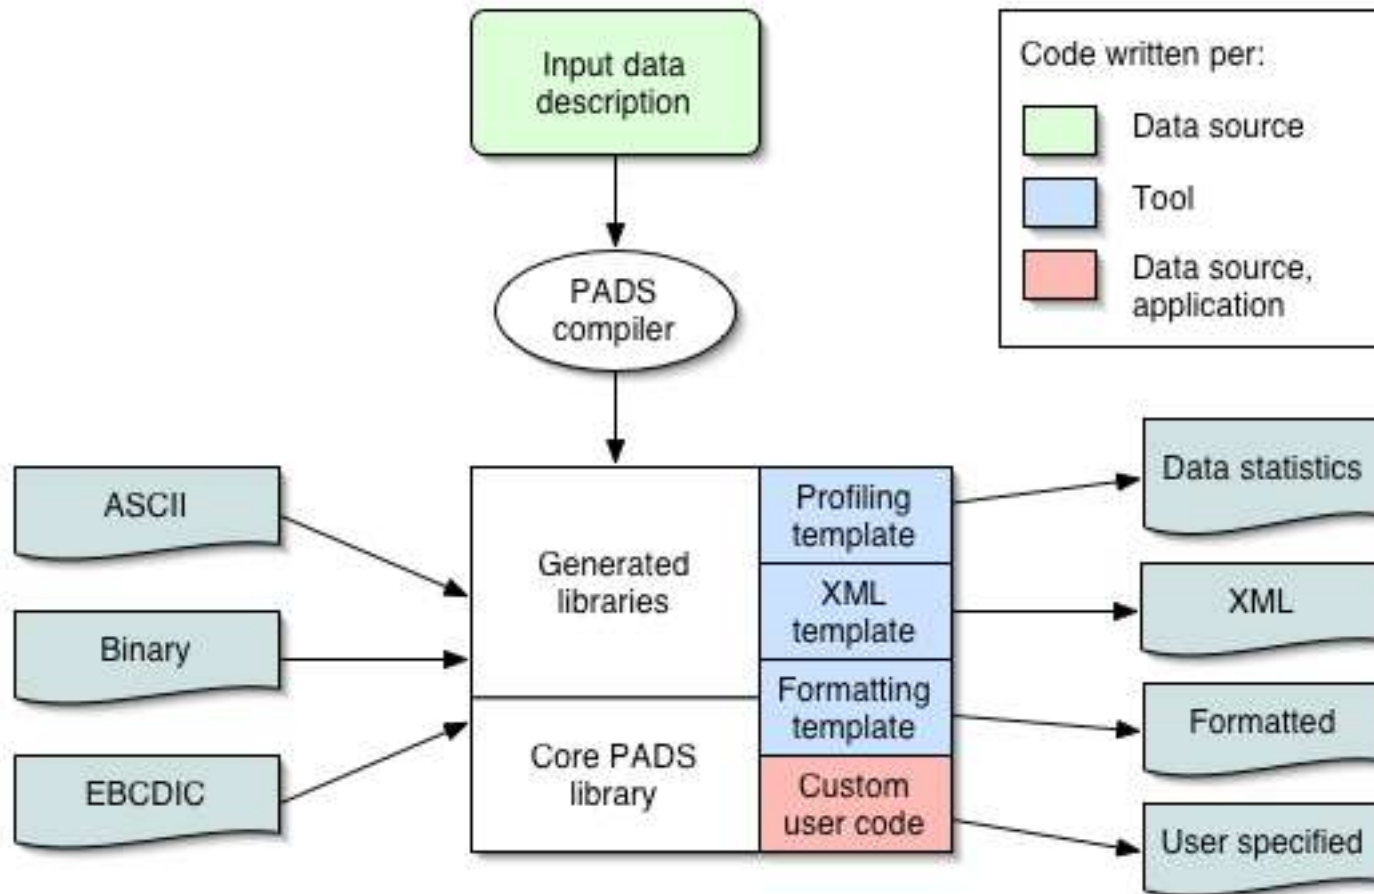 Input data
description
Code written per:
Data source
Tool
Data source,
application
PADS
compiler
ASCII
Binary
EBCDIC
Generated
libraries
Core PADS
library
Profiling
template
XML
template
Formatting
template
Custom
user code
Data statistics
XML
Formatted
User specified